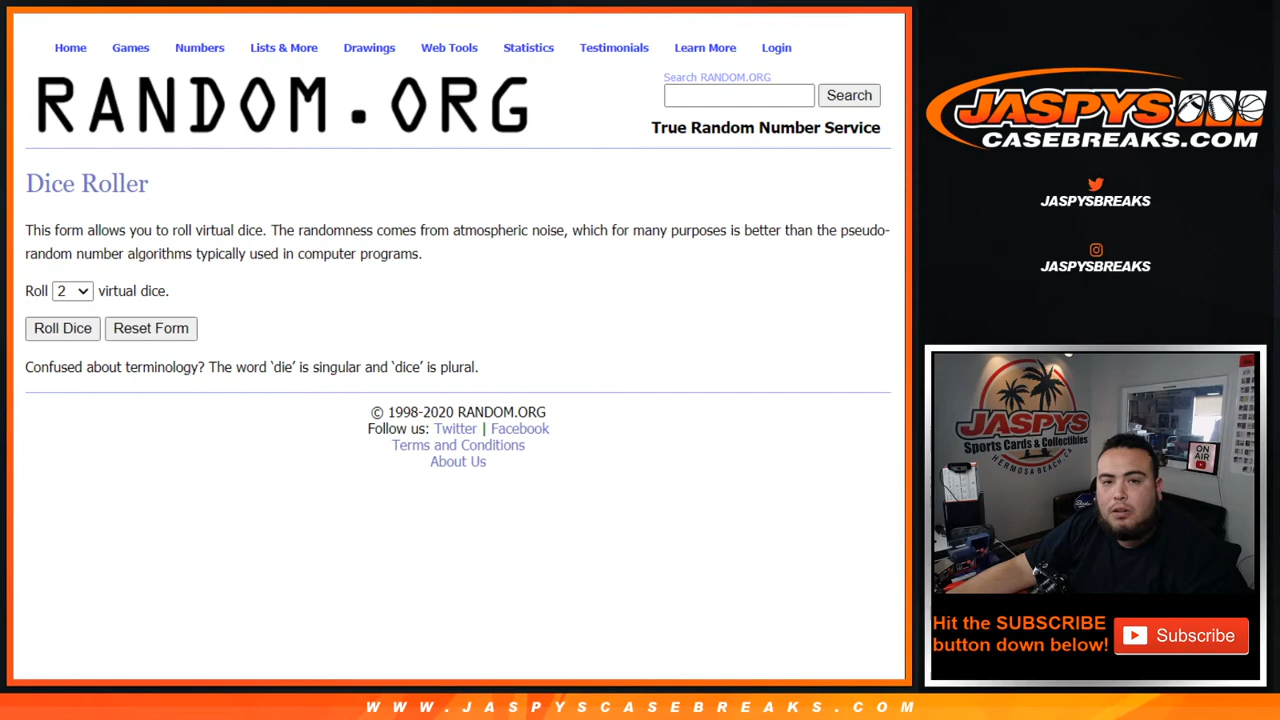 Home Games Numbers Lists & More Drawings Web Tools Statistics Testimonials Learn More Login
RANDOM.ORG
Search RANDOM.ORG
Search
True Random Number Service
Dice Roller
This form allows you to roll virtual dice. The randomness comes from atmospheric noise, which for many purposes is better than the pseudo-
random number algorithms typically used in computer programs.
Roll 2 virtual dice.
Roll Dice Reset Form
Confused about terminology? The word ‘die’ is singular and ‘dice’ is plural.
© 1998-2020 RANDOM.ORG
Follow us: Twitter | Facebook
Terms and Conditions
About Us
JASPYS
CASEBREAKS.COM
JASPYSBREAKS
JASPYSBREAKS
JASPYS
Sports Cards & Collectibles
HERMOSA BEACH, CA
ON
AIR
Hit the SUBSCRIBE
button down below!
Subscribe
WWW.JASPYSCASEBREAKS.COM